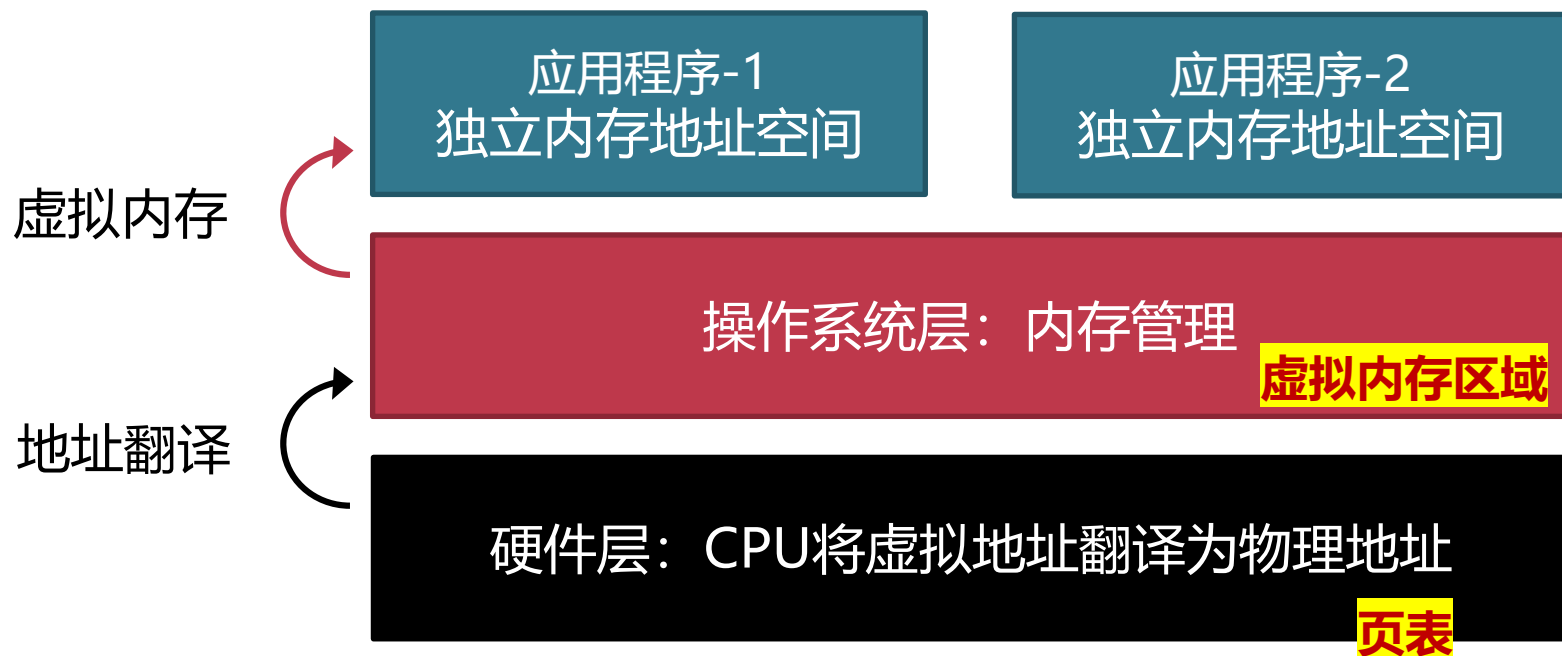 应用程序-1
独立内存地址空间
应用程序-2
独立内存地址空间
虚拟内存
操作系统层：内存管理
虚拟内存区域
地址翻译
硬件层：CPU将虚拟地址翻译为物理地址
页表